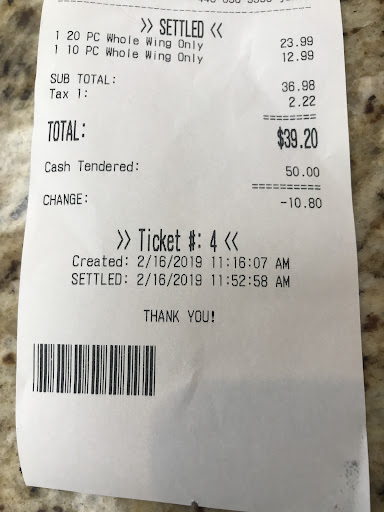 >> SETTLED <<
1 20 PC Whole Wing Only 23.99
1 10 PC Whole Wing Only 12.99
SUB TOTAL: 36.98
Tax 1: 2.22
========
TOTAL: $39.20
Cash Tendered: 50.00
==========
CHANGE: -10.80
>> Ticket #: 4 <<
Created: 2/16/2019 11:16:07 AM
SETTLED: 2/16/2019 11:52:58 AM
THANK YOU!